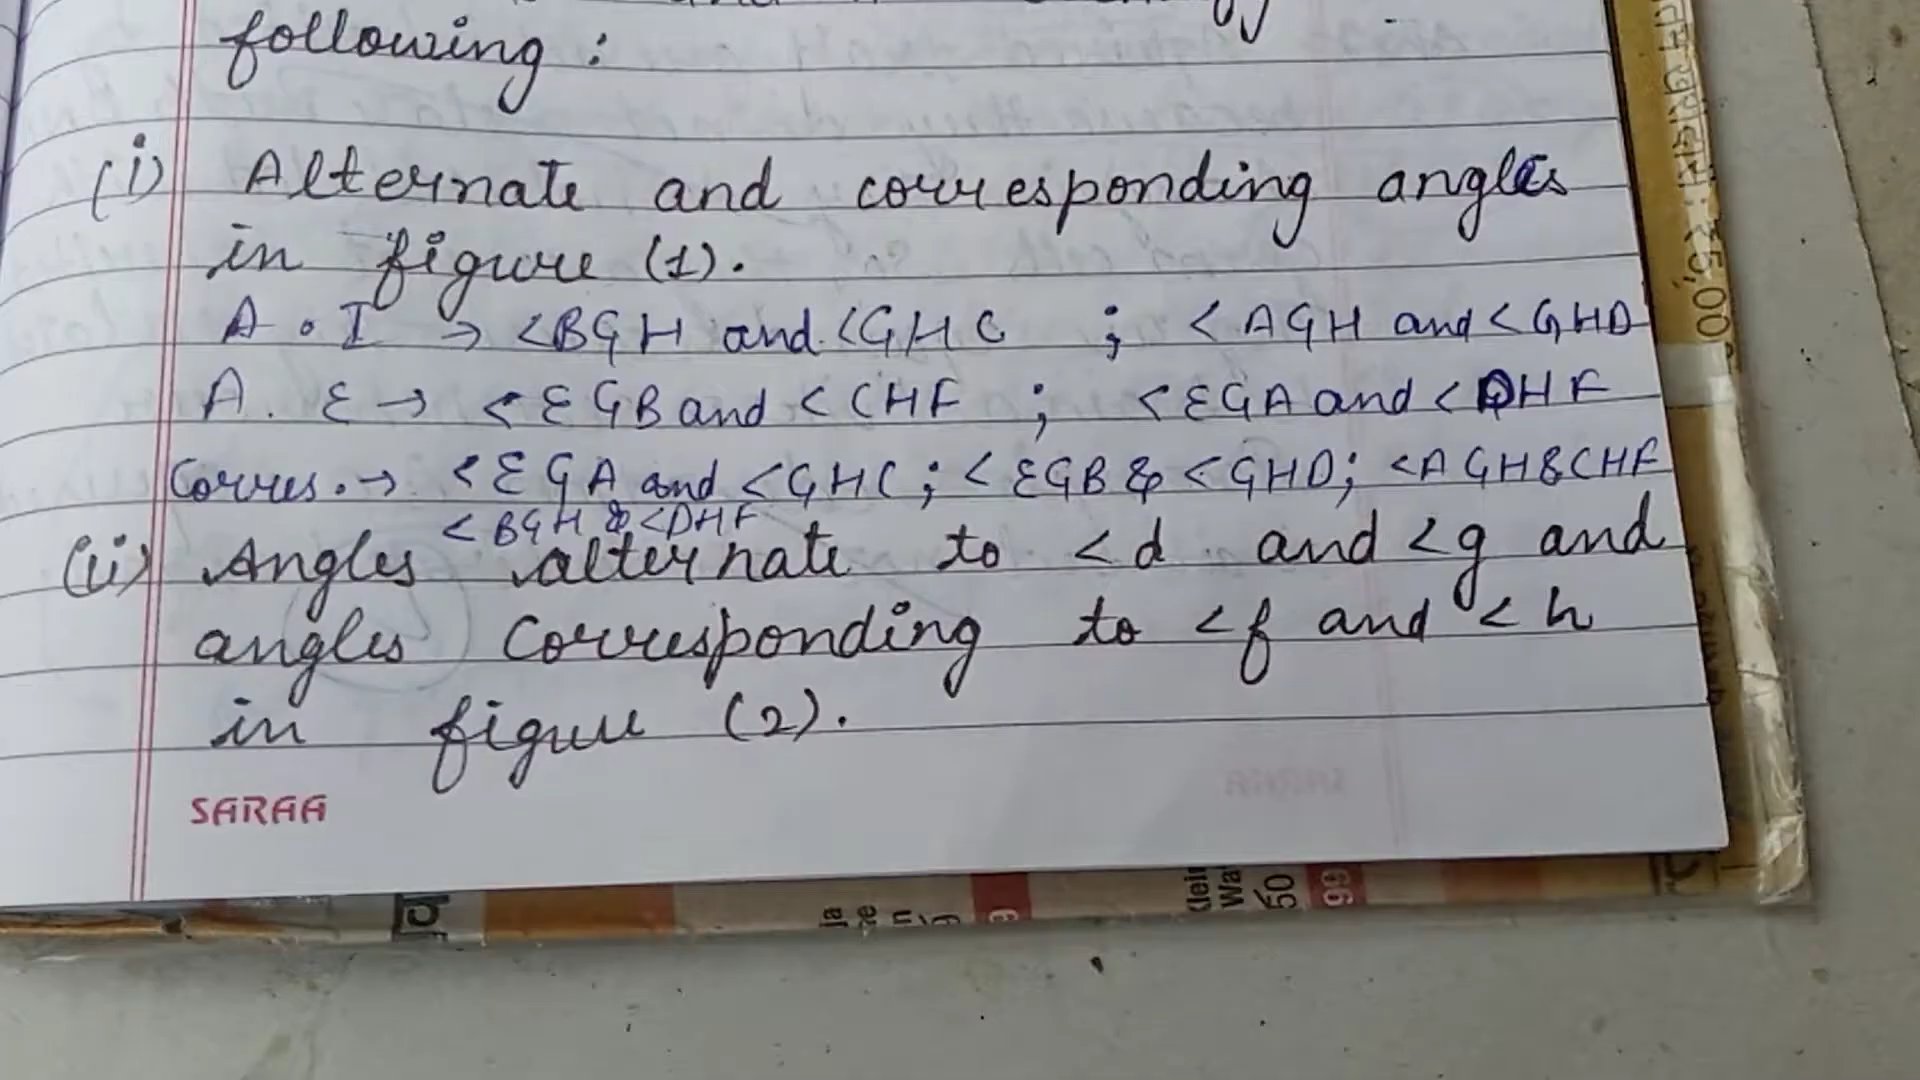 following :
(i) Alternate and corresponding angles
in figure (1).
A . I → <BGH and <GHC ; <AGH and <GHD
A . E → <EGB and <CHF ; <EGA and <DHF
Corres. → <EGA and <GHC ; <EGB & <GHD; <AGH & CHF
<BGH & <DHF
(ii) Angles alternate to <d and <g and
angles corresponding to <f and <h
in figure (2).
SARAA
50
99